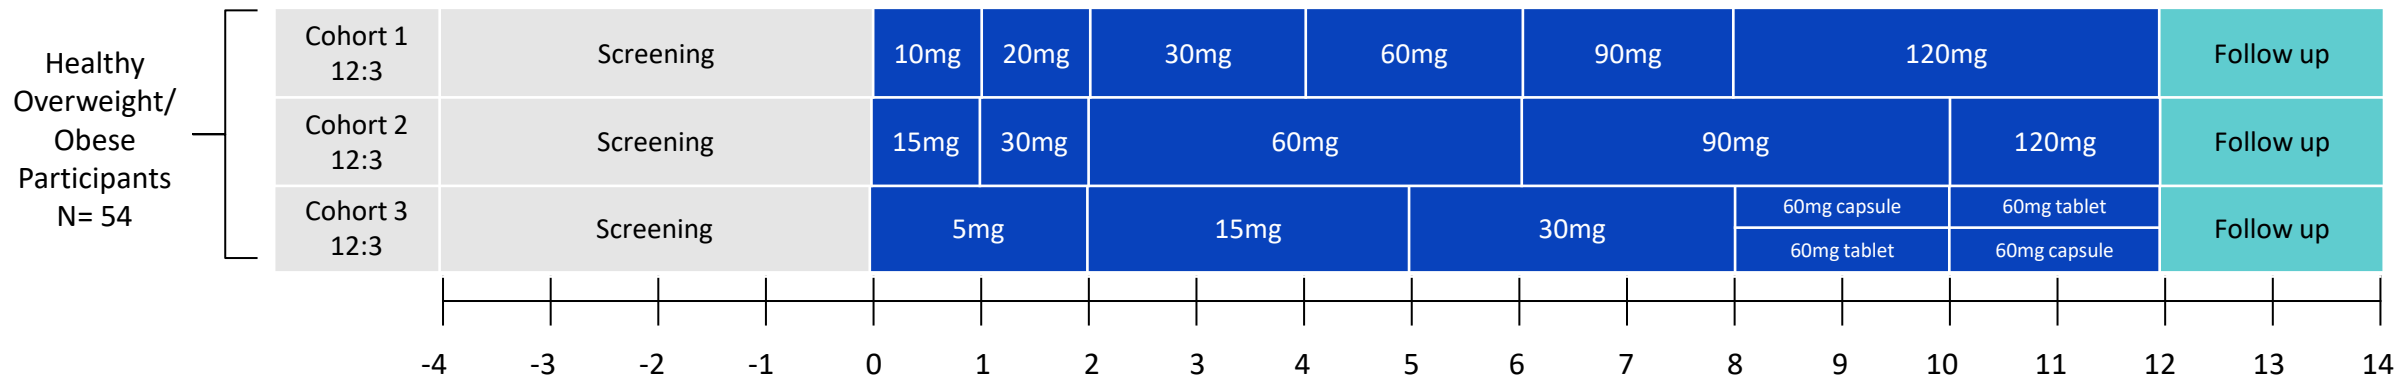 Healthy
Overweight/
Obese
Participants
N= 54
Cohort 1
12:3
Screening
10mg
20mg
30mg
60mg
90mg
120mg
Follow up
Cohort 2
12:3
Screening
15mg
30mg
60mg
90mg
120mg
Follow up
Cohort 3
12:3
Screening
5mg
15mg
30mg
60mg capsule
60mg tablet
60mg tablet
60mg capsule
Follow up
-4 -3 -2 -1 0 1 2 3 4 5 6 7 8 9 10 11 12 13 14